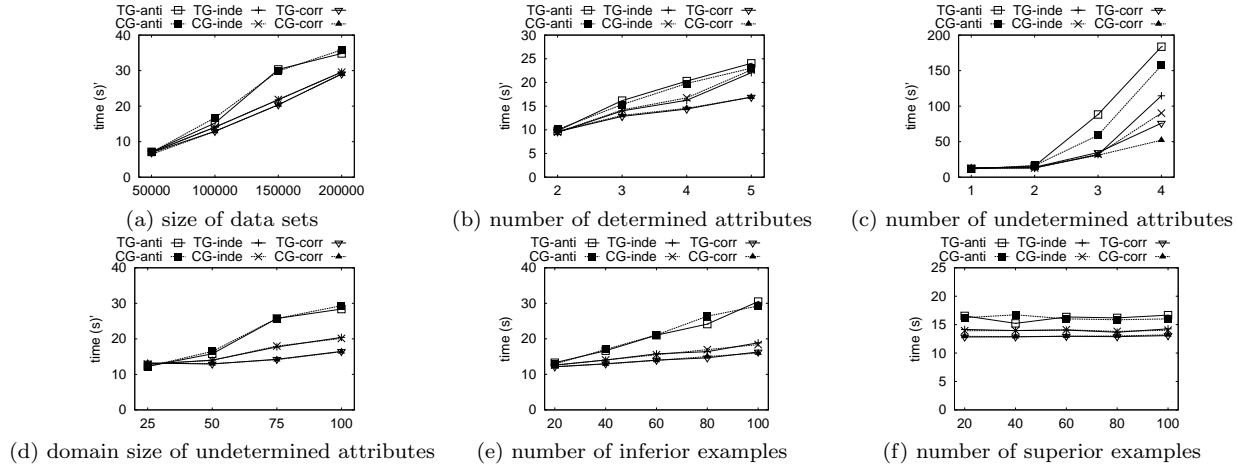 TG-anti TG-inde TG-corr
CG-anti CG-inde CG-corr
40
30
20
10
0
time (s)'
50000 100000 150000 200000
(a) size of data sets
TG-anti TG-inde TG-corr
CG-anti CG-inde CG-corr
30
25
20
15
10
5
0
time (s)'
2 3 4 5
(b) number of determined attributes
TG-anti TG-inde TG-corr
CG-anti CG-inde CG-corr
200
150
100
50
0
time (s)'
1 2 3 4
(c) number of undetermined attributes
TG-anti TG-inde TG-corr
CG-anti CG-inde CG-corr
40
30
20
10
0
time (s)'
25 50 75 100
(d) domain size of undetermined attributes
TG-anti TG-inde TG-corr
CG-anti CG-inde CG-corr
40
30
20
10
0
time (s)
20 40 60 80 100
(e) number of inferior examples
TG-anti TG-inde TG-corr
CG-anti CG-inde CG-corr
25
20
15
10
5
0
time (s)
20 40 60 80 100
(f) number of superior examples